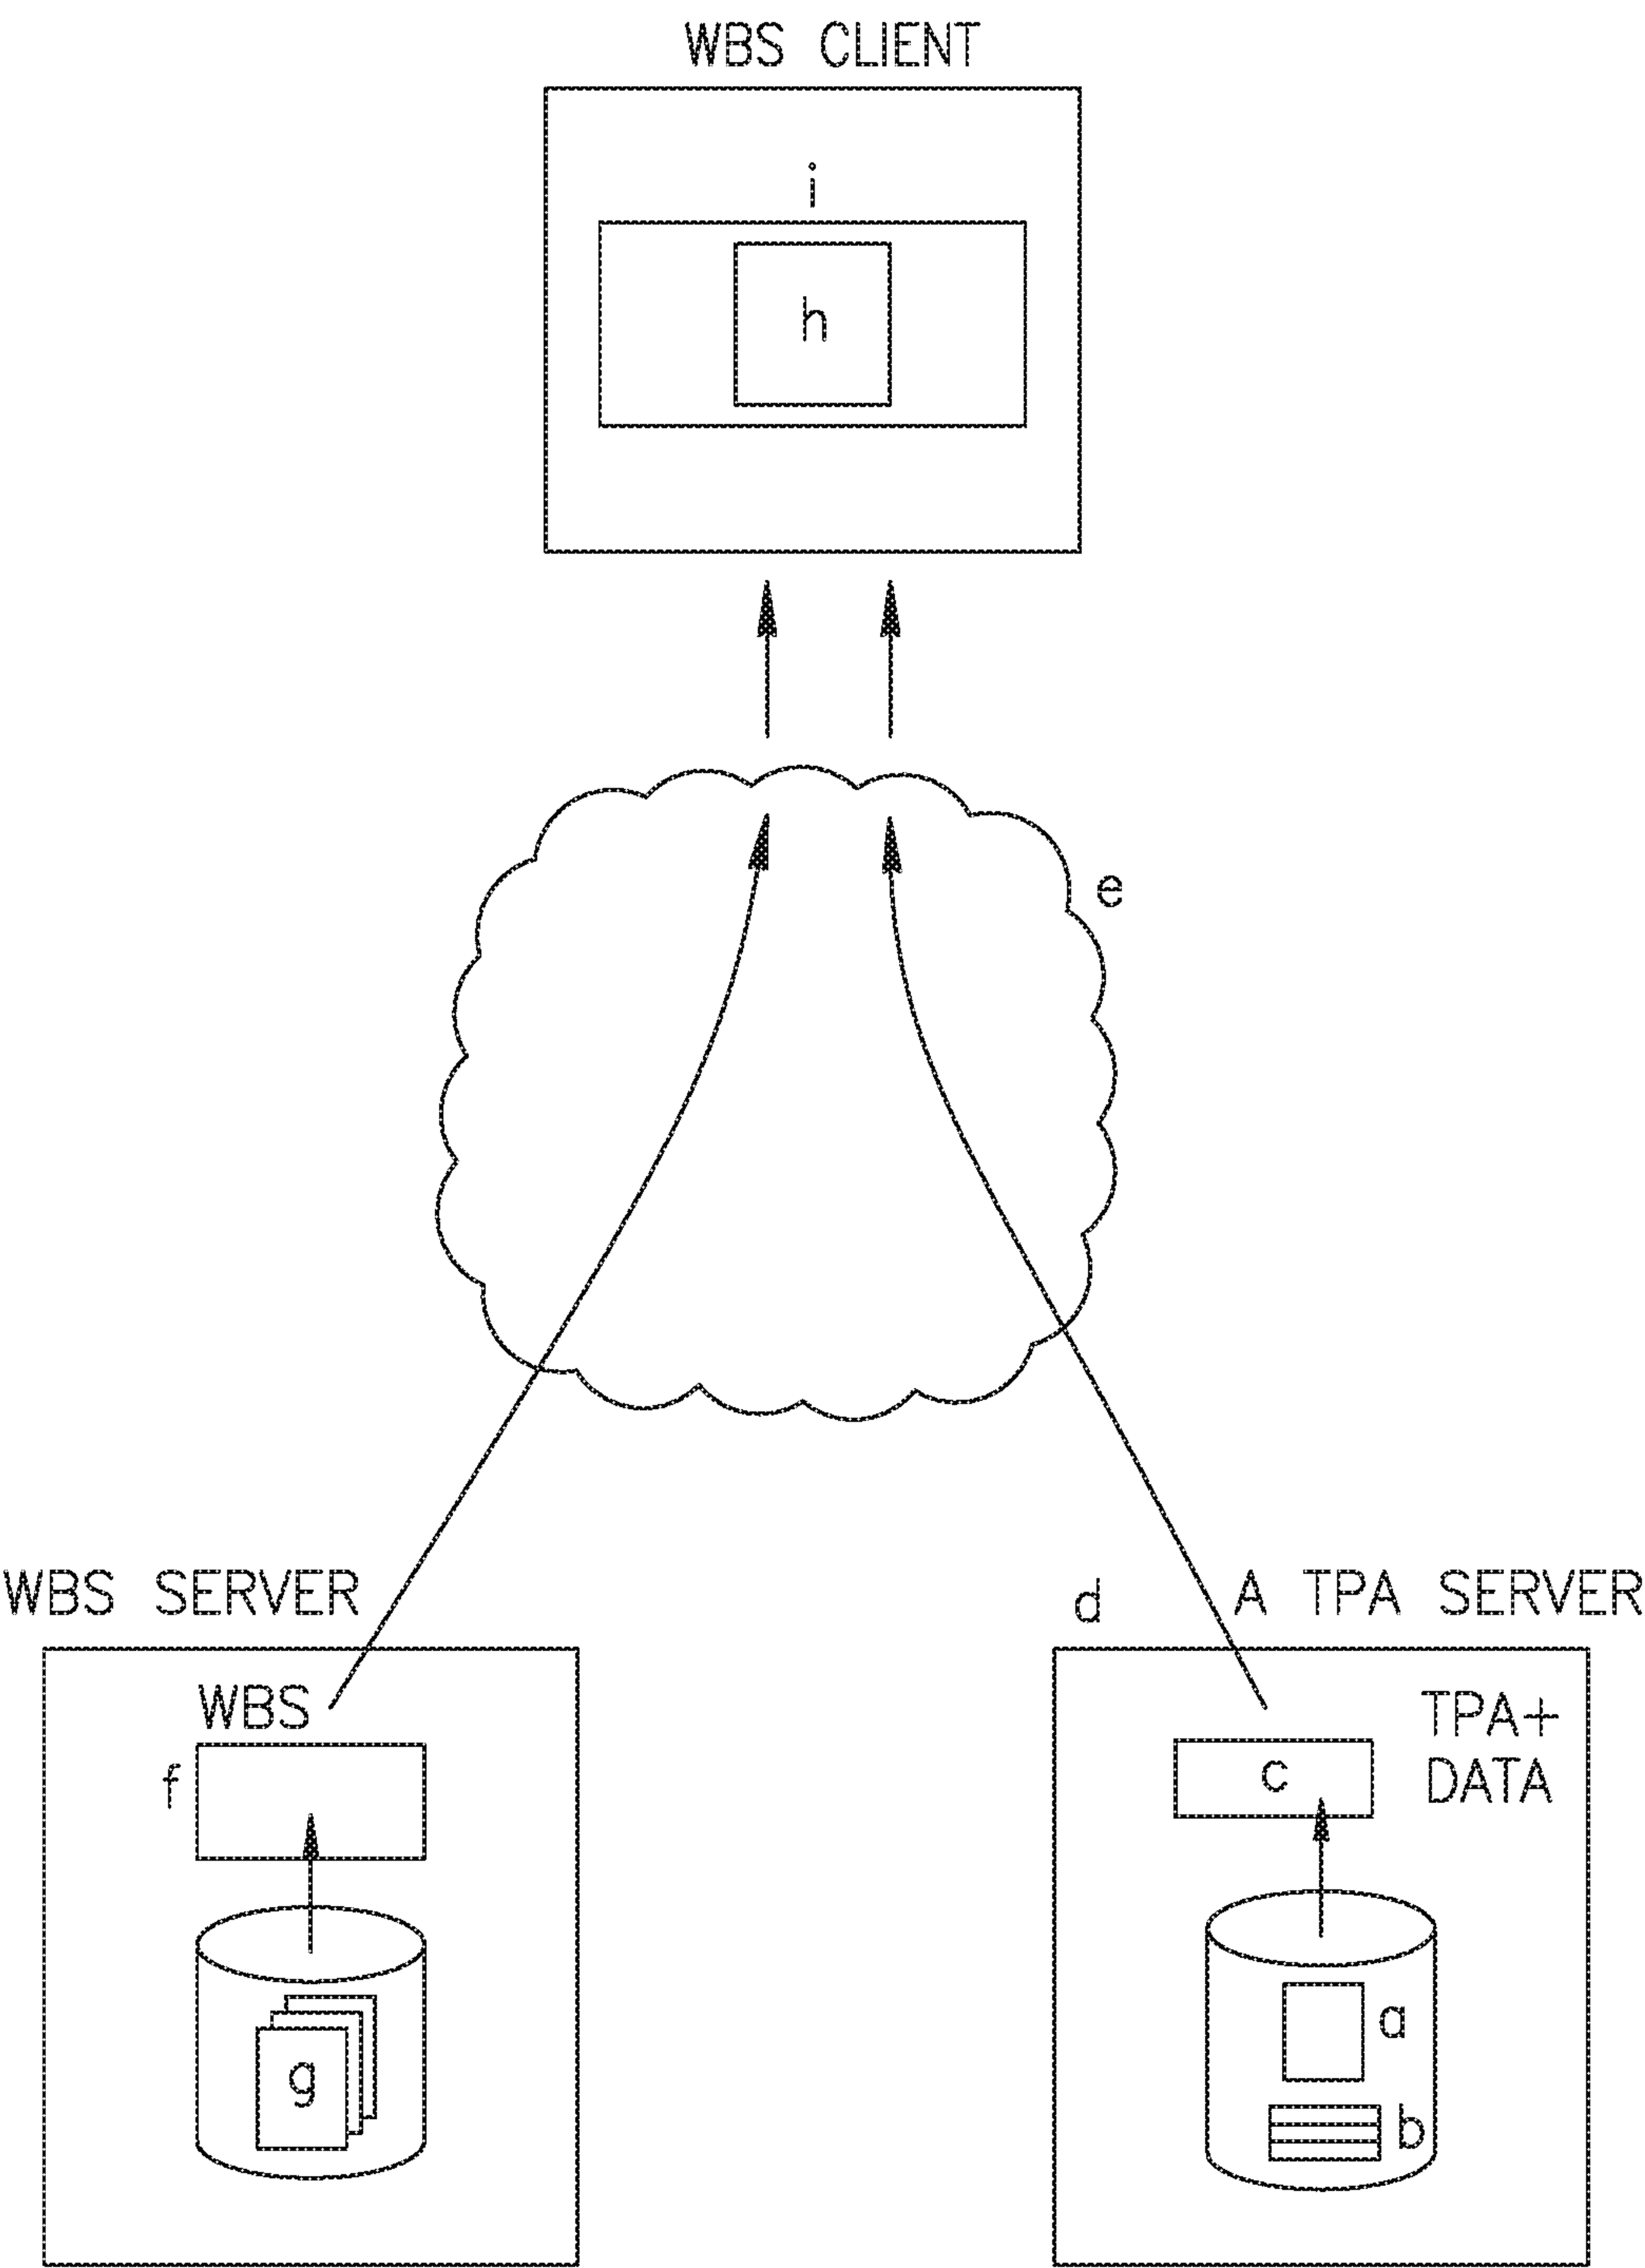 WBS CLIENT
i
h
e
WBS SERVER
d
A TPA SERVER
WBS
f
TPA+
DATA
c
g
a
b